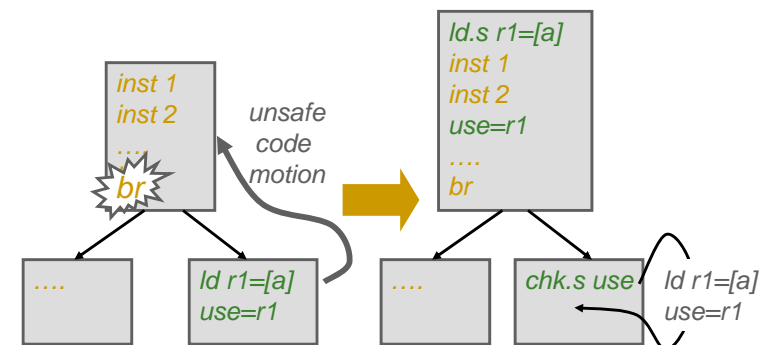 inst 1
inst 2
….
br
unsafe
code
motion
….
ld r1=[a]
use=r1
ld.s r1=[a]
inst 1
inst 2
use=r1
….
br
….
chk.s use
ld r1=[a]
use=r1